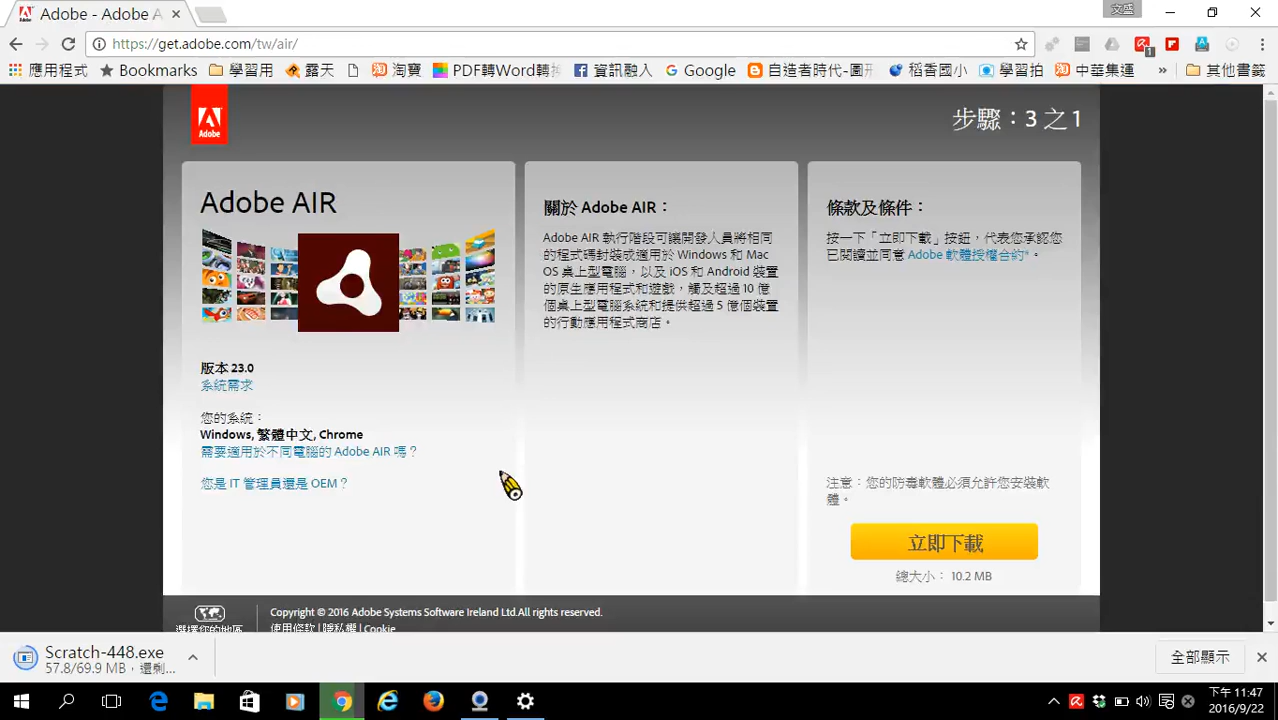 Adobe - Adobe A
文盛
https://get.adobe.com/tw/air/
應用程式
Bookmarks
學習用
露天
淘寶
PDF轉Word轉換
資訊融入
Google
自造者時代-圖形
稻香國小
學習拍
中華集運
»
其他書籤
Adobe
步驟：3 之 1
Adobe AIR
版本 23.0
系統需求
您的系統：
Windows, 繁體中文, Chrome
需要適用於不同電腦的 Adobe AIR 嗎？
您是 IT 管理員還是 OEM？
關於 Adobe AIR：
Adobe AIR 執行階段可讓開發人員將相同
的程式碼封裝成適用於 Windows 和 Mac
OS 桌上型電腦，以及 iOS 和 Android 裝置
的原生應用程式和遊戲，觸及超過 10 億
個桌上型電腦系統和提供超過 5 億個裝置
的行動應用程式商店。
條款及條件：
按一下「立即下載」按鈕，代表您承認您
已閱讀並同意 Adobe 軟體授權合約*。
注意：您的防毒軟體必須允許您安裝軟
體。
立即下載
總大小： 10.2 MB
選擇您的地區
Copyright © 2016 Adobe Systems Software Ireland Ltd.All rights reserved.
使用條款 | 隱私權 | Cookie
Scratch-448.exe
57.8/69.9 MB，還剩...
全部顯示
下午 11:47
2016/9/22